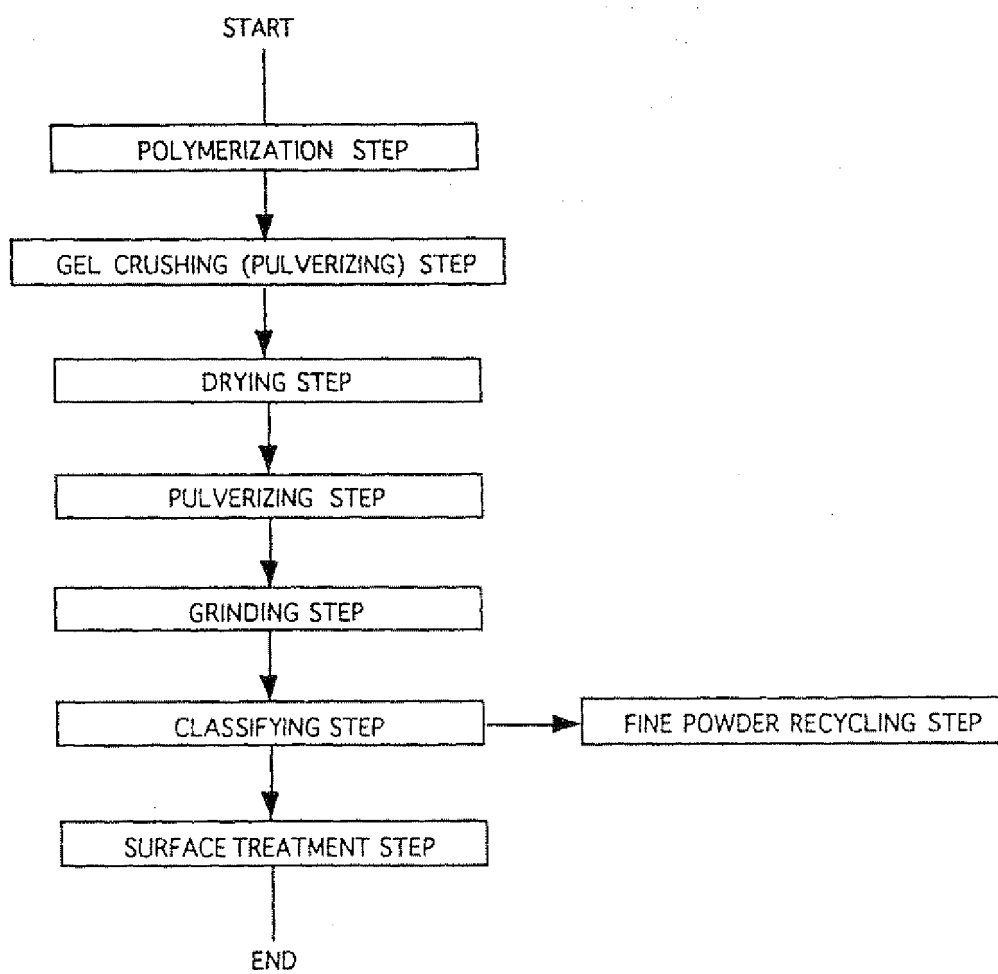 START
POLYMERIZATION STEP
GEL CRUSHING (PULVERIZING) STEP
DRYING STEP
PULVERIZING STEP
GRINDING STEP
CLASSIFYING STEP
FINE POWDER RECYCLING STEP
SURFACE TREATMENT STEP
END